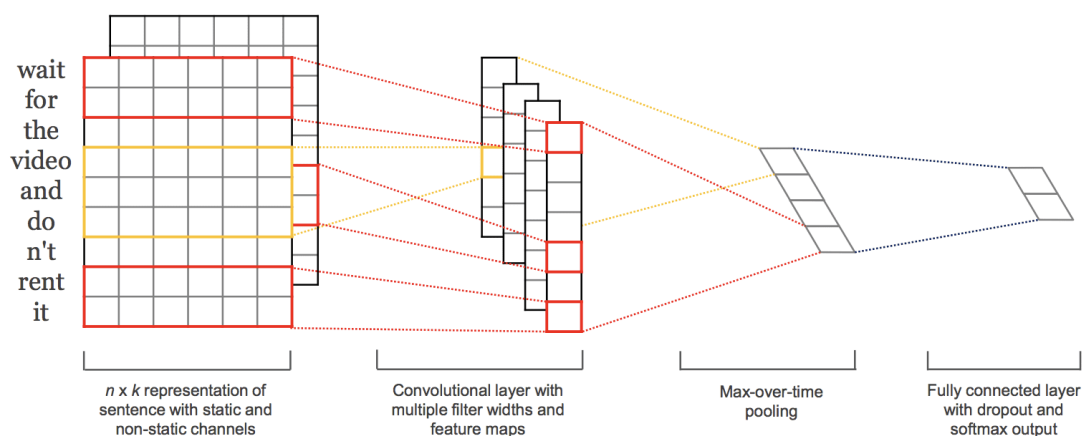 wait
for
the
video
and
do
n't
rent
it
n x k representation of
sentence with static and
non-static channels
Convolutional layer with
multiple filter widths and
feature maps
Max-over-time
pooling
Fully connected layer
with dropout and
softmax output